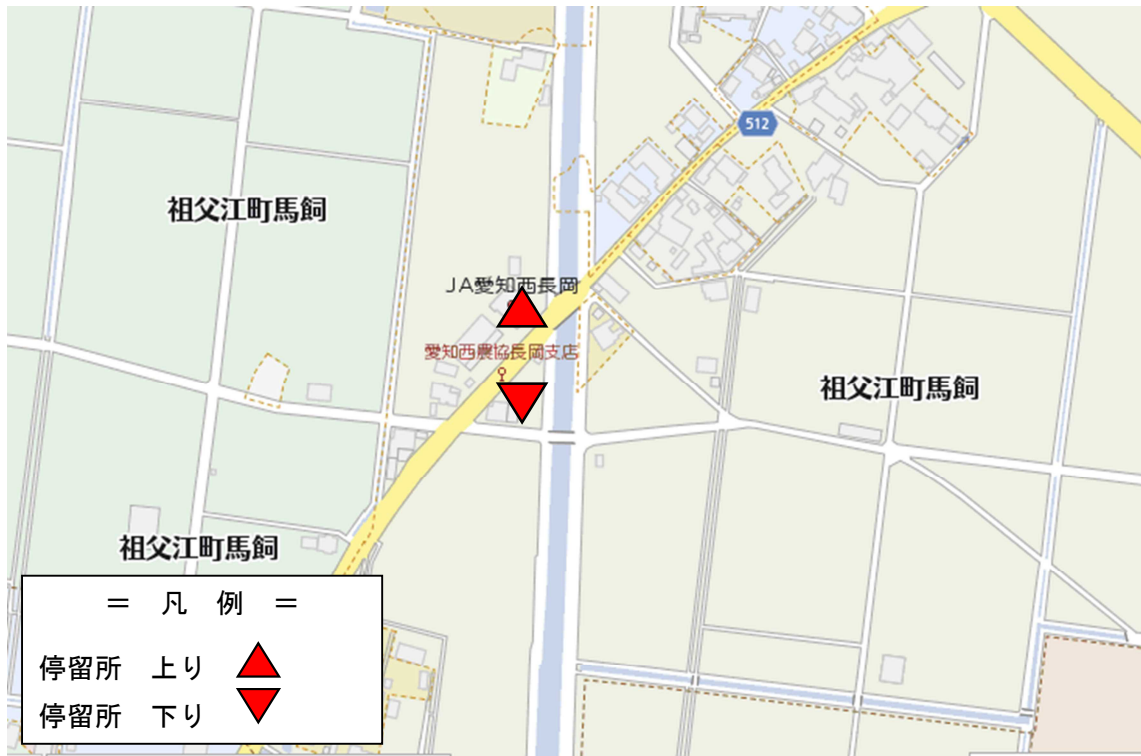 512
祖父江町馬飼
JA愛知西長岡
愛知西農協長岡支店
祖父江町馬飼
祖父江町馬飼
= 凡 例 =
停留所 上り
停留所 下り